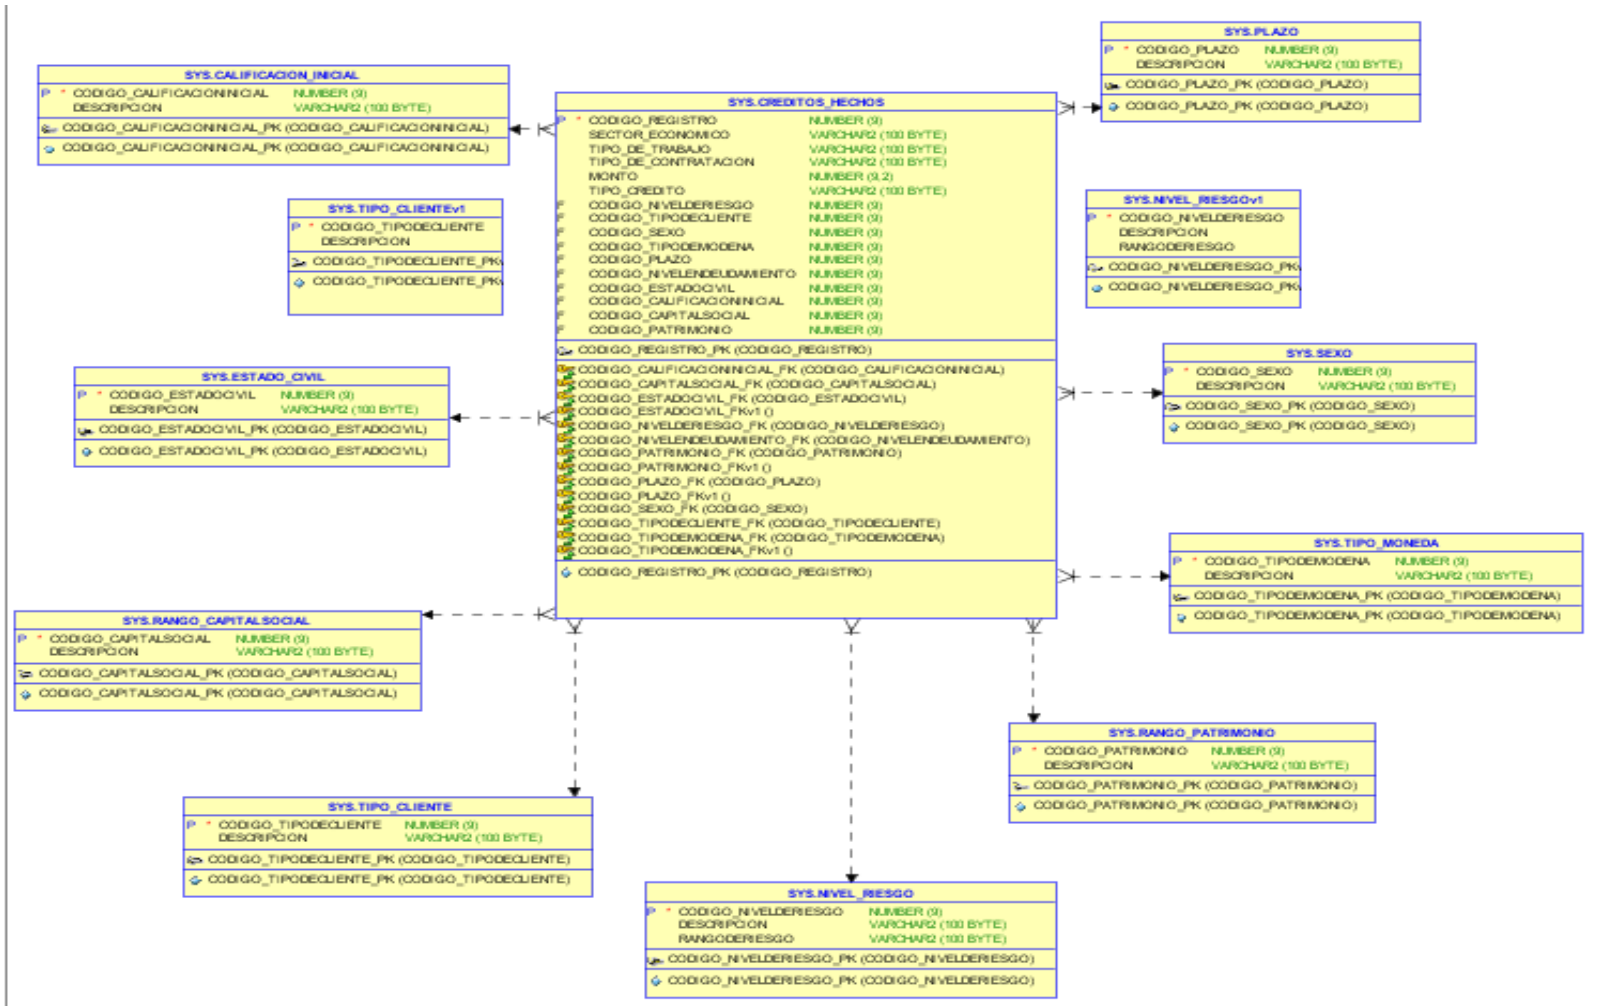 SYS.CALIFICACION_INICIAL
P * CODIGO_CALIFICACIONINICIAL NUMBER (9)
DESCRIPCION VARCHAR2 (100 BYTE)
CODIGO_CALIFICACIONINICIAL_PK (CODIGO_CALIFICACIONINICIAL)
CODIGO_CALIFICACIONINICIAL_PK (CODIGO_CALIFICACIONINICIAL)
SYS.TIPO_CLIENTEv1
P * CODIGO_TIPODECLIENTE
DESCRIPCION
CODIGO_TIPODECLIENTE_PK
CODIGO_TIPODECLIENTE_PK
SYS.ESTADO_CIVIL
P * CODIGO_ESTADOCIVIL NUMBER (9)
DESCRIPCION VARCHAR2 (100 BYTE)
CODIGO_ESTADOCIVIL_PK (CODIGO_ESTADOCIVIL)
CODIGO_ESTADOCIVIL_PK (CODIGO_ESTADOCIVIL)
SYS.RANGO_CAPITALSOCIAL
P * CODIGO_CAPITALSOCIAL NUMBER (9)
DESCRIPCION VARCHAR2 (100 BYTE)
CODIGO_CAPITALSOCIAL_PK (CODIGO_CAPITALSOCIAL)
CODIGO_CAPITALSOCIAL_PK (CODIGO_CAPITALSOCIAL)
SYS.TIPO_CLIENTE
P * CODIGO_TIPODECLIENTE NUMBER (9)
DESCRIPCION VARCHAR2 (100 BYTE)
CODIGO_TIPODECLIENTE_PK (CODIGO_TIPODECLIENTE)
CODIGO_TIPODECLIENTE_PK (CODIGO_TIPODECLIENTE)
SYS.CREDITOS_HECHOS
P * CODIGO_REGISTRO NUMBER (9)
SECTOR_ECONOMICO VARCHAR2 (100 BYTE)
TIPO_DE_TRABAJO VARCHAR2 (100 BYTE)
TIPO_DE_CONTRATACION VARCHAR2 (100 BYTE)
MONTO NUMBER (9,2)
TIPO_CREDITO VARCHAR2 (100 BYTE)
F CODIGO_NIVELDERIESGO NUMBER (9)
F CODIGO_TIPODECLIENTE NUMBER (9)
F CODIGO_SEXO NUMBER (9)
F CODIGO_TIPODEMODENA NUMBER (9)
F CODIGO_PLAZO NUMBER (9)
F CODIGO_NIVELENDEUDAMIENTO NUMBER (9)
F CODIGO_ESTADOCIVIL NUMBER (9)
F CODIGO_CALIFICACIONINICIAL NUMBER (9)
F CODIGO_CAPITALSOCIAL NUMBER (9)
F CODIGO_PATRIMONIO NUMBER (9)
CODIGO_REGISTRO_PK (CODIGO_REGISTRO)
CODIGO_CALIFICACIONINICIAL_FK (CODIGO_CALIFICACIONINICIAL)
CODIGO_CAPITALSOCIAL_FK (CODIGO_CAPITALSOCIAL)
CODIGO_ESTADOCIVIL_FK (CODIGO_ESTADOCIVIL)
CODIGO_ESTADOCIVIL_FKv1 ()
CODIGO_NIVELDERIESGO_FK (CODIGO_NIVELDERIESGO)
CODIGO_NIVELENDEUDAMIENTO_FK (CODIGO_NIVELENDEUDAMIENTO)
CODIGO_PATRIMONIO_FK (CODIGO_PATRIMONIO)
CODIGO_PATRIMONIO_FKv1 ()
CODIGO_PLAZO_FK (CODIGO_PLAZO)
CODIGO_PLAZO_FKv1 ()
CODIGO_SEXO_FK (CODIGO_SEXO)
CODIGO_TIPODECLIENTE_FK (CODIGO_TIPODECLIENTE)
CODIGO_TIPODEMODENA_FK (CODIGO_TIPODEMODENA)
CODIGO_TIPODEMODENA_FKv1 ()
CODIGO_REGISTRO_PK (CODIGO_REGISTRO)
SYS.NIVEL_RIESGO
P * CODIGO_NIVELDERIESGO NUMBER (9)
DESCRIPCION VARCHAR2 (100 BYTE)
RANGODERIESGO VARCHAR2 (100 BYTE)
CODIGO_NIVELDERIESGO_PK (CODIGO_NIVELDERIESGO)
CODIGO_NIVELDERIESGO_PK (CODIGO_NIVELDERIESGO)
SYS.PLAZO
P * CODIGO_PLAZO NUMBER (9)
DESCRIPCION VARCHAR2 (100 BYTE)
CODIGO_PLAZO_PK (CODIGO_PLAZO)
CODIGO_PLAZO_PK (CODIGO_PLAZO)
SYS.NIVEL_RIESGOv1
P * CODIGO_NIVELDERIESGO
DESCRIPCION
RANGODERIESGO
CODIGO_NIVELDERIESGO_PK
CODIGO_NIVELDERIESGO_PK
SYS.SEXO
P * CODIGO_SEXO NUMBER (9)
DESCRIPCION VARCHAR2 (100 BYTE)
CODIGO_SEXO_PK (CODIGO_SEXO)
CODIGO_SEXO_PK (CODIGO_SEXO)
SYS.TIPO_MONEDA
P * CODIGO_TIPODEMODENA NUMBER (9)
DESCRIPCION VARCHAR2 (100 BYTE)
CODIGO_TIPODEMODENA_PK (CODIGO_TIPODEMODENA)
CODIGO_TIPODEMODENA_PK (CODIGO_TIPODEMODENA)
SYS.RANGO_PATRIMONIO
P * CODIGO_PATRIMONIO NUMBER (9)
DESCRIPCION VARCHAR2 (100 BYTE)
CODIGO_PATRIMONIO_PK (CODIGO_PATRIMONIO)
CODIGO_PATRIMONIO_PK (CODIGO_PATRIMONIO)